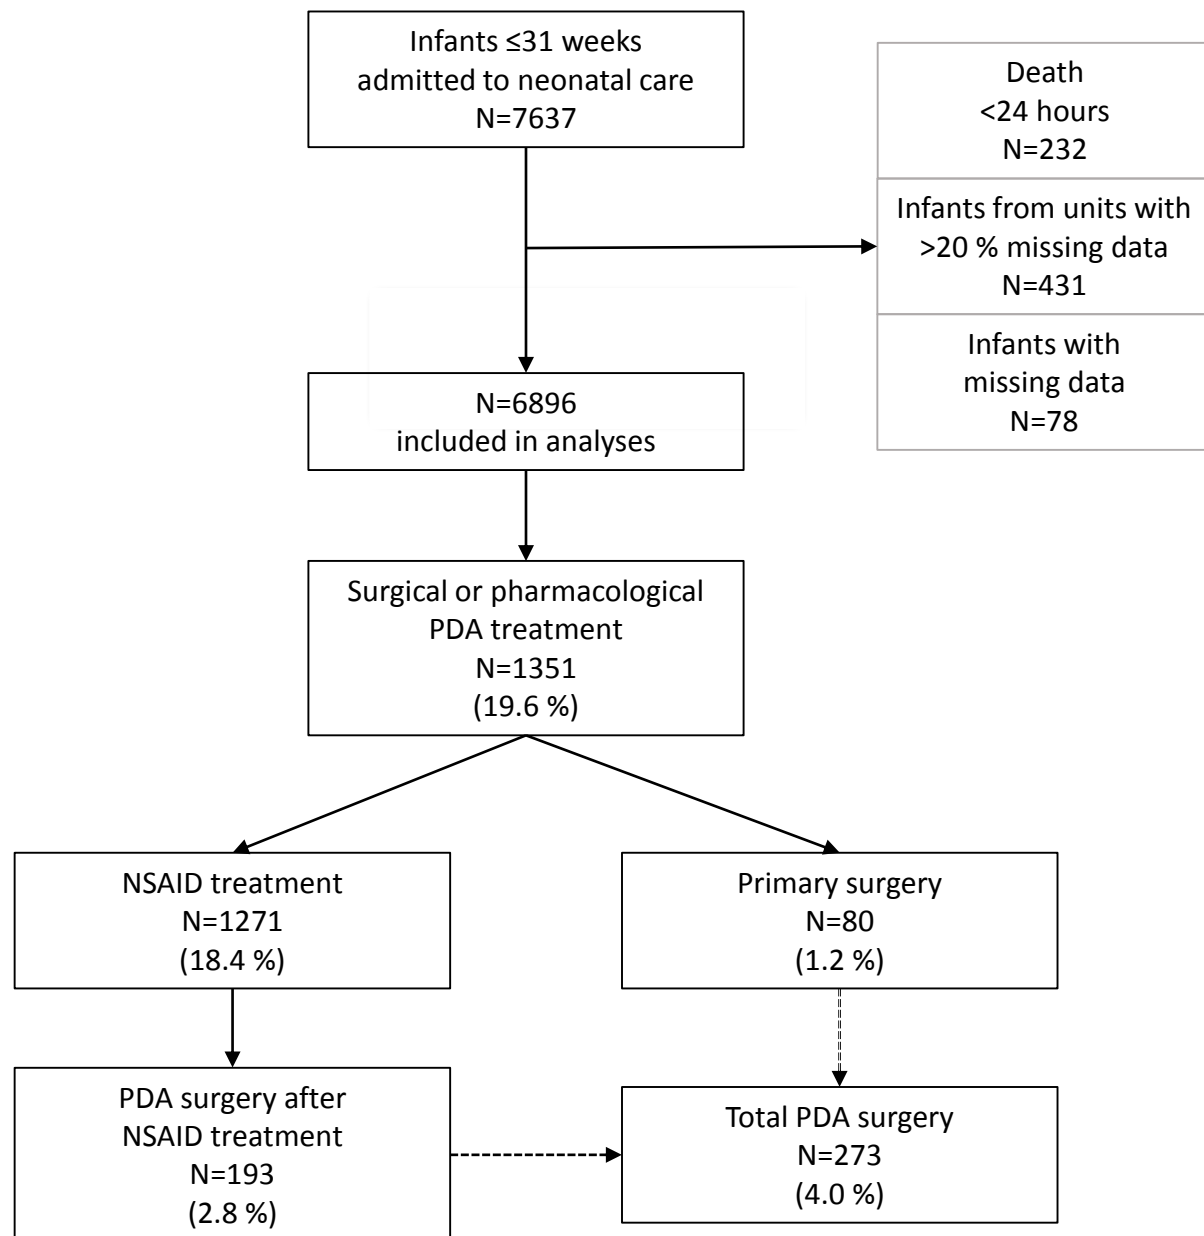 Infants ≤31 weeks
admitted to neonatal care
N=7637
Death
<24 hours
N=232
Infants from units with
>20 % missing data
N=431
Infants with
missing data
N=78
N=6896
included in analyses
Surgical or pharmacological
PDA treatment
N=1351
(19.6 %)
NSAID treatment
N=1271
(18.4 %)
Primary surgery
N=80
(1.2 %)
PDA surgery after
NSAID treatment
N=193
(2.8 %)
Total PDA surgery
N=273
(4.0 %)